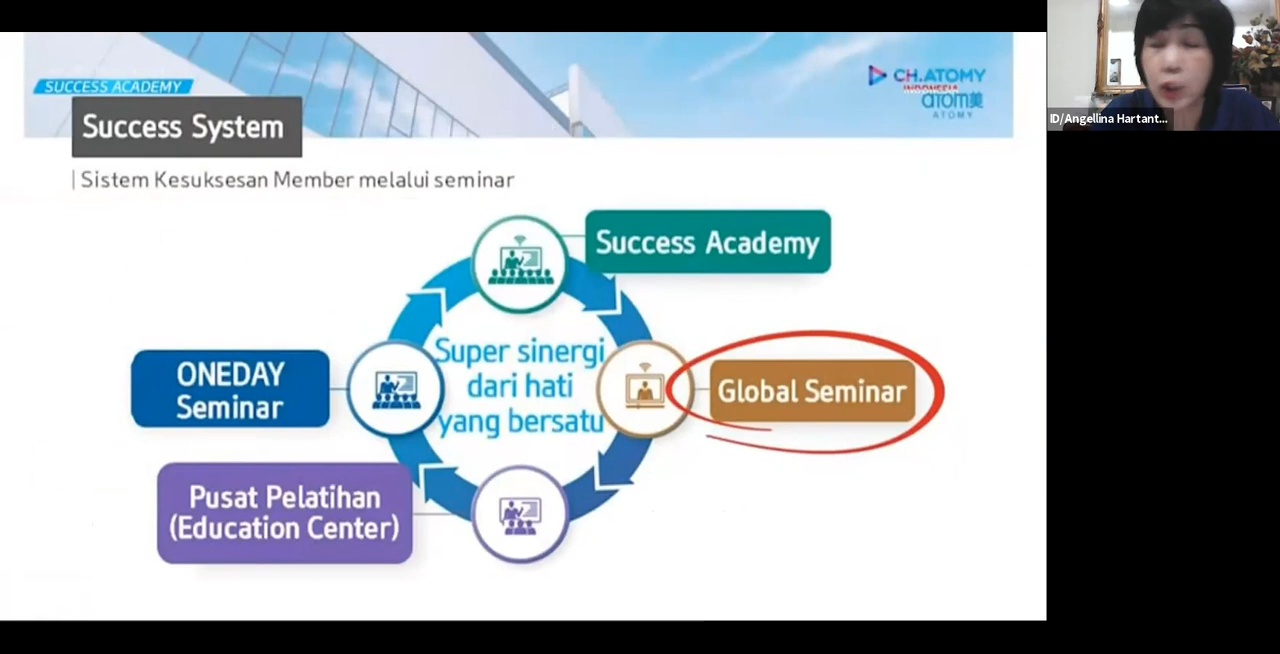 SUCCESS ACADEMY
CH.ATOMY
INDONESIA
atom美
ATOMY
Success System
Sistem Kesuksesan Member melalui seminar
Success Academy
Super sinergi
dari hati
yang bersatu
ONEDAY
Seminar
Global Seminar
Pusat Pelatihan
(Education Center)
ID/Angellina Hartant...